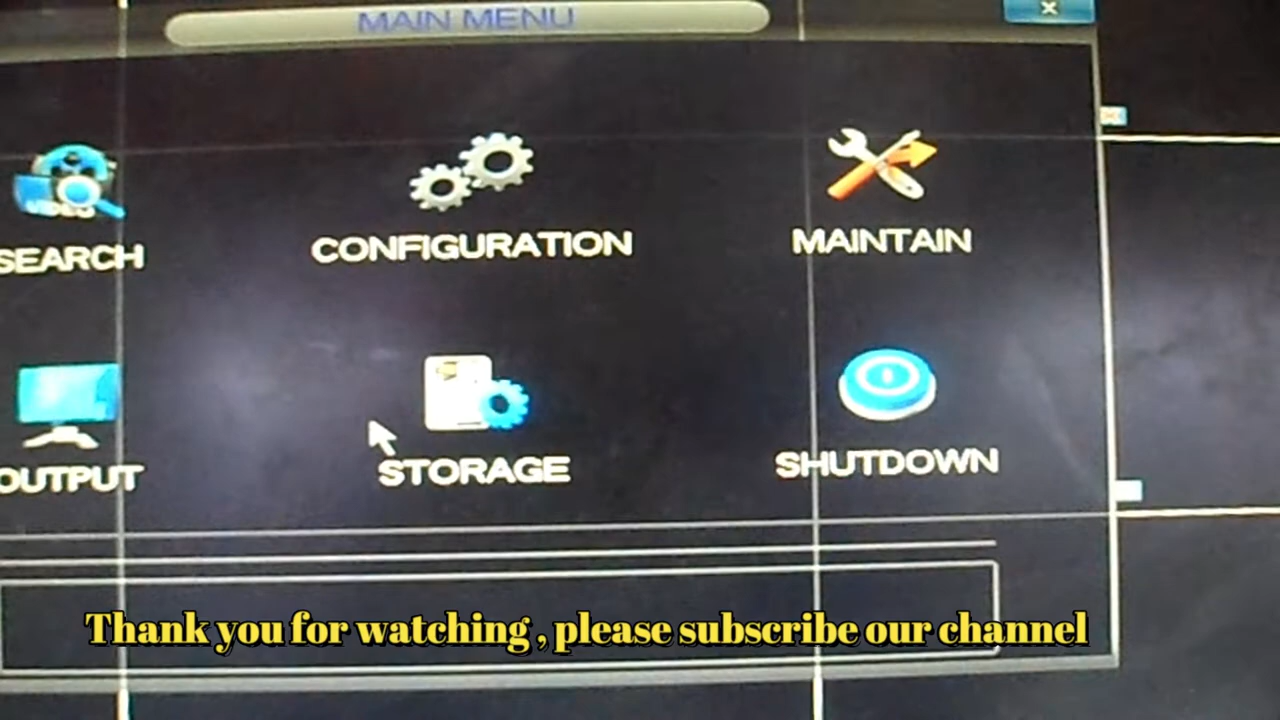 MAIN MENU
SEARCH
CONFIGURATION
MAINTAIN
OUTPUT
STORAGE
SHUTDOWN
Thank you for watching , please subscribe our channel